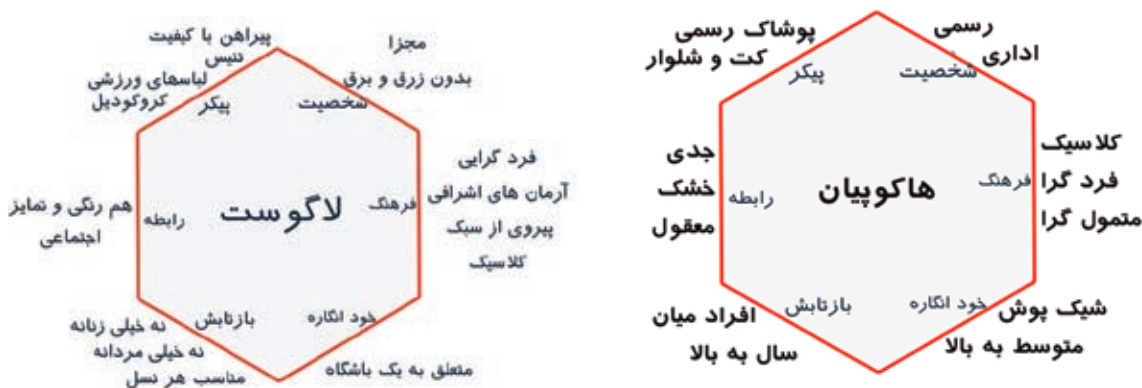 رسمی
اداری
شخصیت
پوشاک رسمی
کت و شلوار
پیکر
کلاسیک
فرد گرا
متمول گرا
فرهنگ
هاکوپیان
جدی
خشک
معقول
رابطه
شیک پوش
متوسط به بالا
خود انگاره
بازتابش
افراد میان
سال به بالا
مجزا
بدون زرق و برق
شخصیت
پیراهن با کیفیت
تنیس
لباسهای ورزشی
کروکودیل
پیکر
فرد گرایی
آرمان های اشرافی
پیروی از سبک
کلاسیک
فرهنگ
لاگوست
هم رنگی و تمایز
اجتماعی
رابطه
خود انگاره
متعلق به یک باشگاه
بازتابش
نه خیلی زنانه
نه خیلی مردانه
مناسب هر نسل